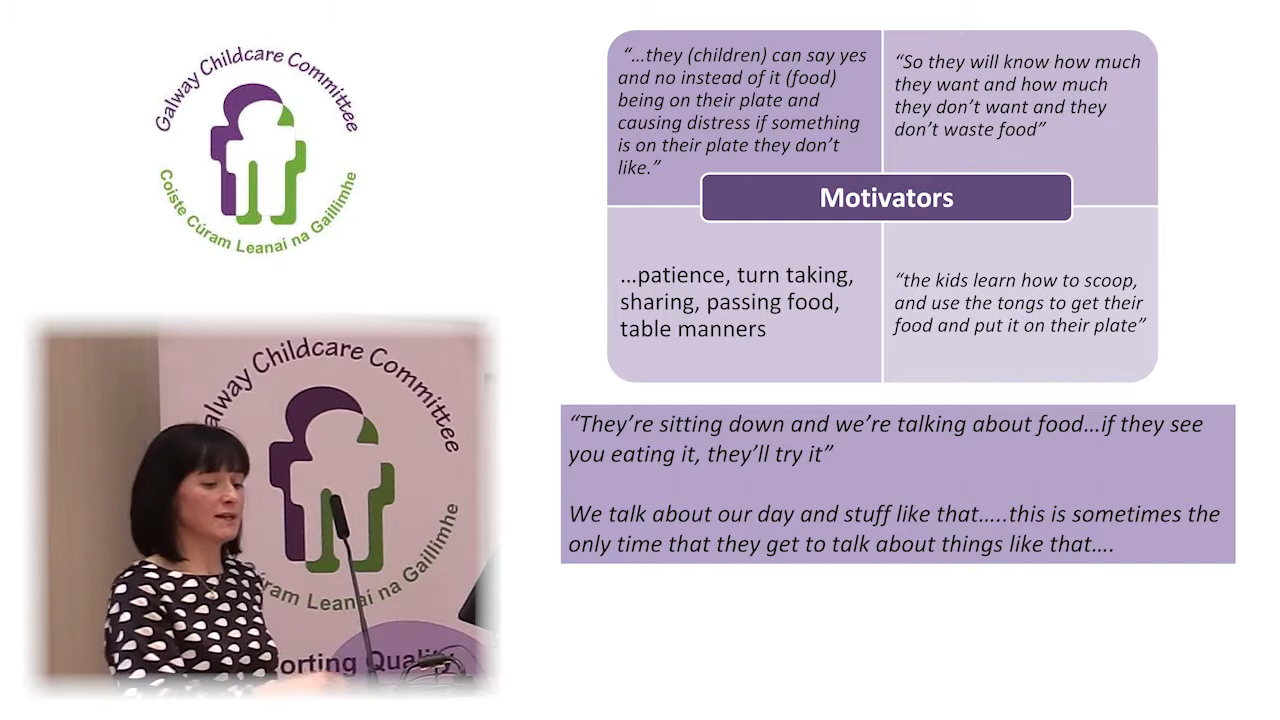 Galway Childcare Committee
Coiste Cúram Leanaí na Gaillimhe
“...they (children) can say yes
and no instead of it (food)
being on their plate and
causing distress if something
is on their plate they don’t
like.”
“So they will know how much
they want and how much
they don’t want and they
don’t waste food”
Motivators
...patience, turn taking,
sharing, passing food,
table manners
“the kids learn how to scoop,
and use the tongs to get their
food and put it on their plate”
“They’re sitting down and we’re talking about food...if they see
you eating it, they’ll try it”
We talk about our day and stuff like that.....this is sometimes the
only time that they get to talk about things like that....
alway Childcare Committee
ram Leanaí na Gaillimhe
orting Quality